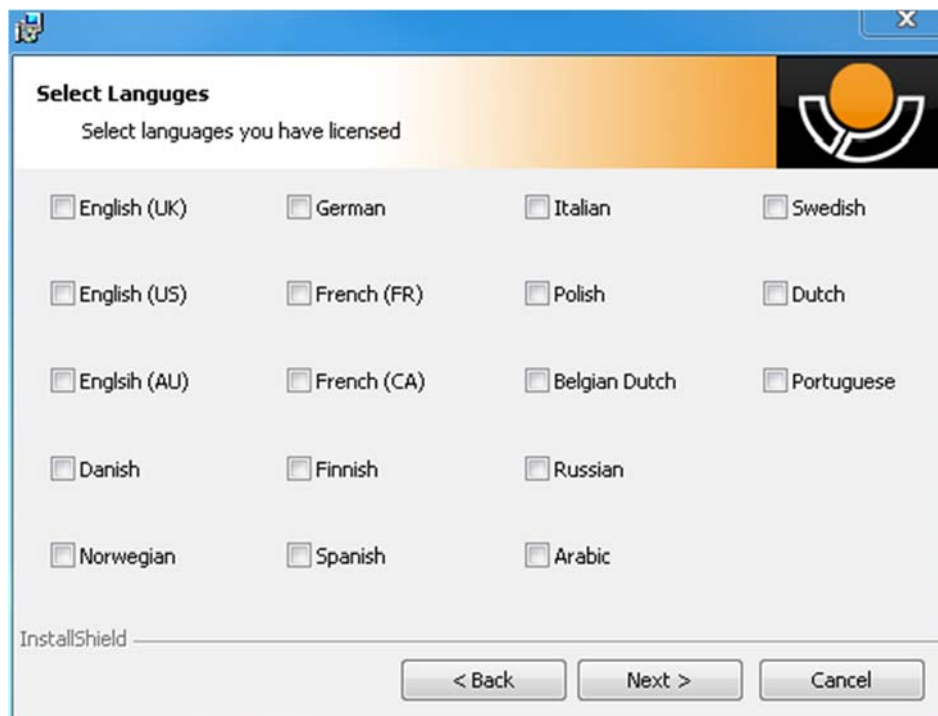 Select Languges
Select languages you have licensed
English (UK) German Italian Swedish
English (US) French (FR) Polish Dutch
Englsih (AU) French (CA) Belgian Dutch Portuguese
Danish Finnish Russian
Norwegian Spanish Arabic
InstallShield
< Back Next > Cancel